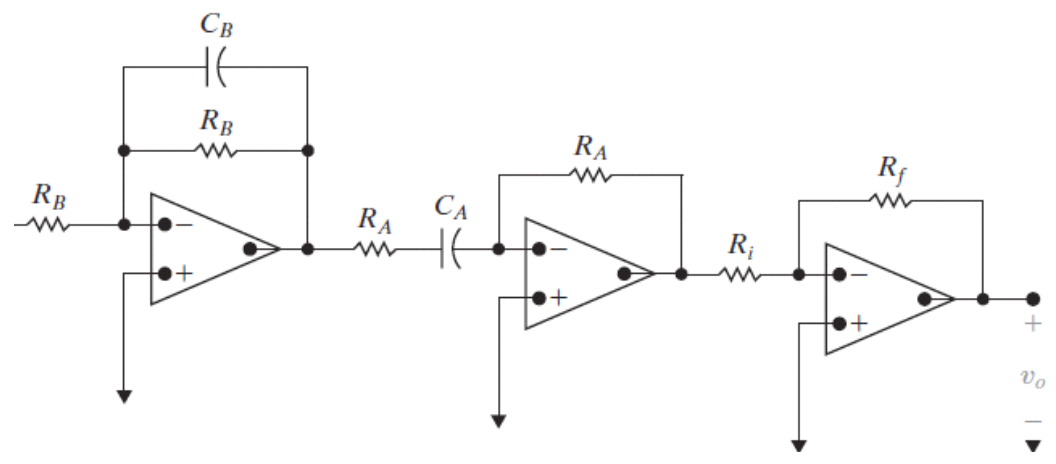 C_B
R_B
R_B
−
+
R_A
C_A
R_A
−
+
R_i
R_f
−
+
+
v_o
−